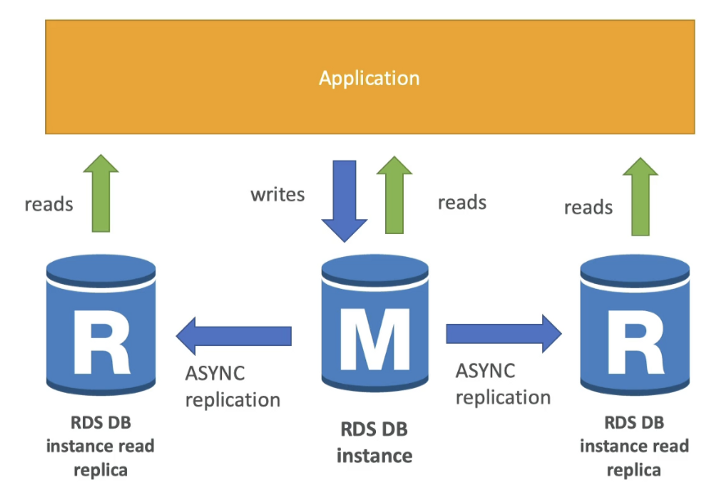 Application
reads
writes
reads
reads
R
M
R
ASYNC
replication
ASYNC
replication
RDS DB
instance read
replica
RDS DB
instance
RDS DB
instance read
replica